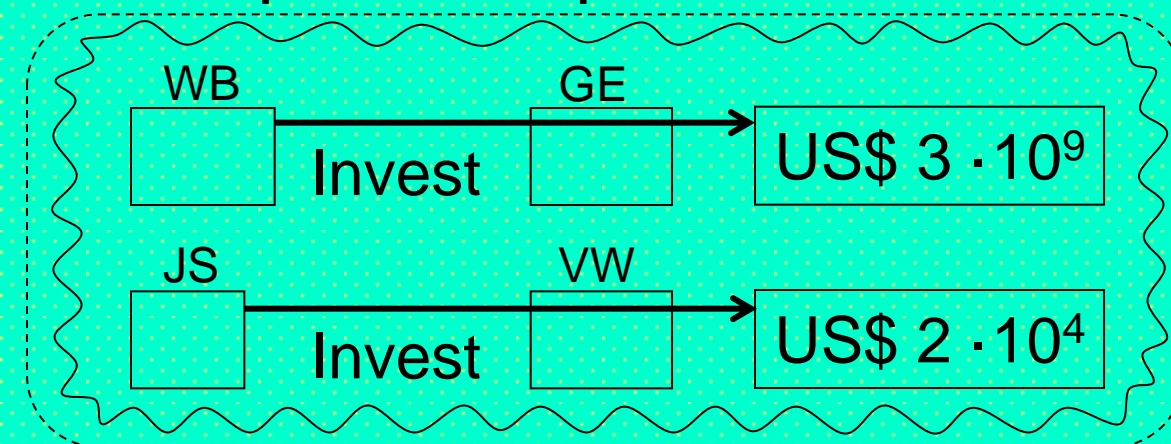 WB GE
Invest US$ 3 ·10⁹
JS VW
Invest US$ 2 ·10⁴